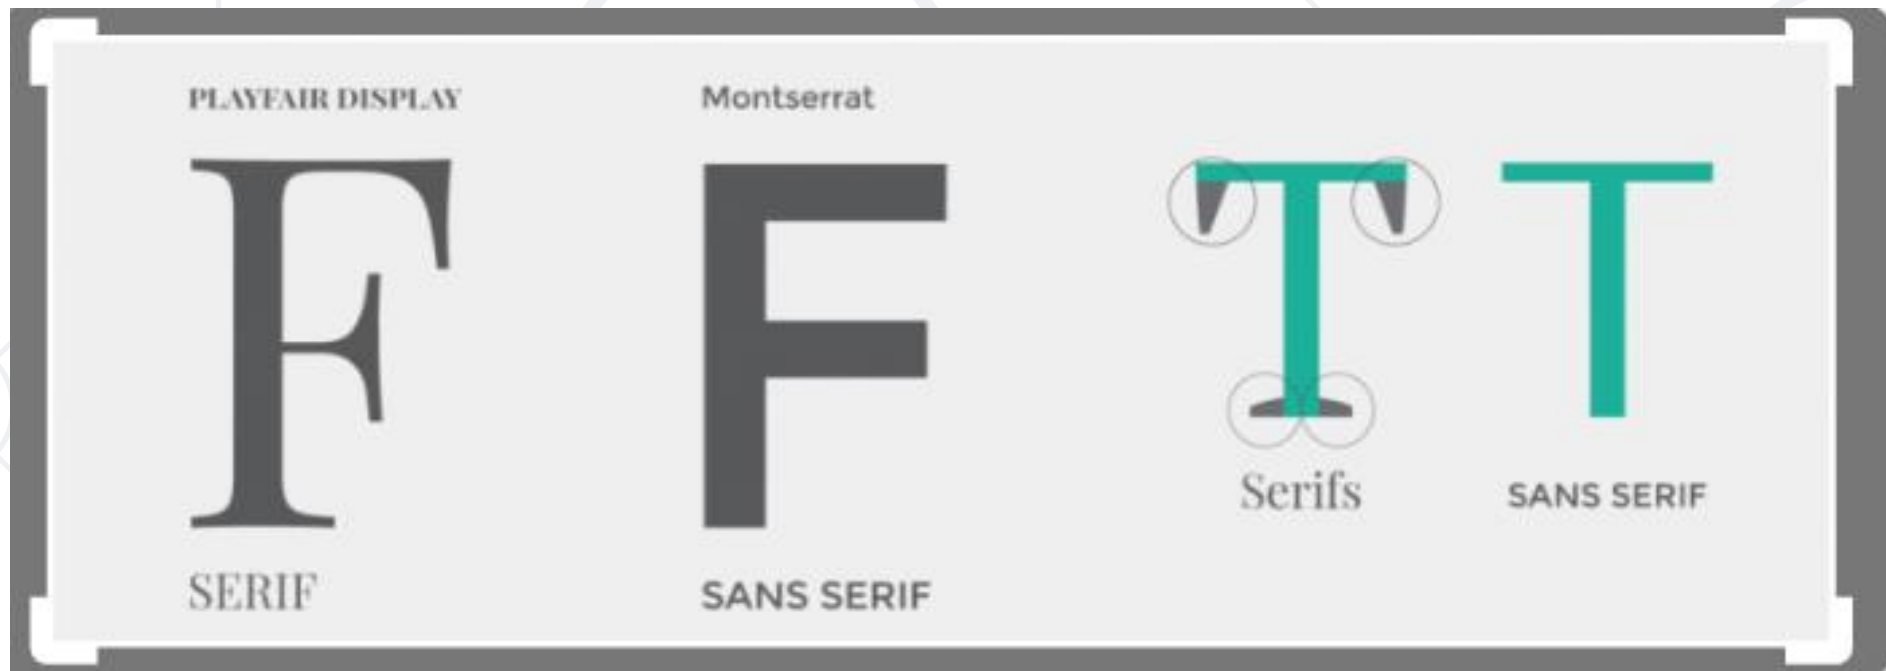 PLAYFAIR DISPLAY
F
SERIF
Montserrat
F
SANS SERIF
T
Serifs
T
SANS SERIF